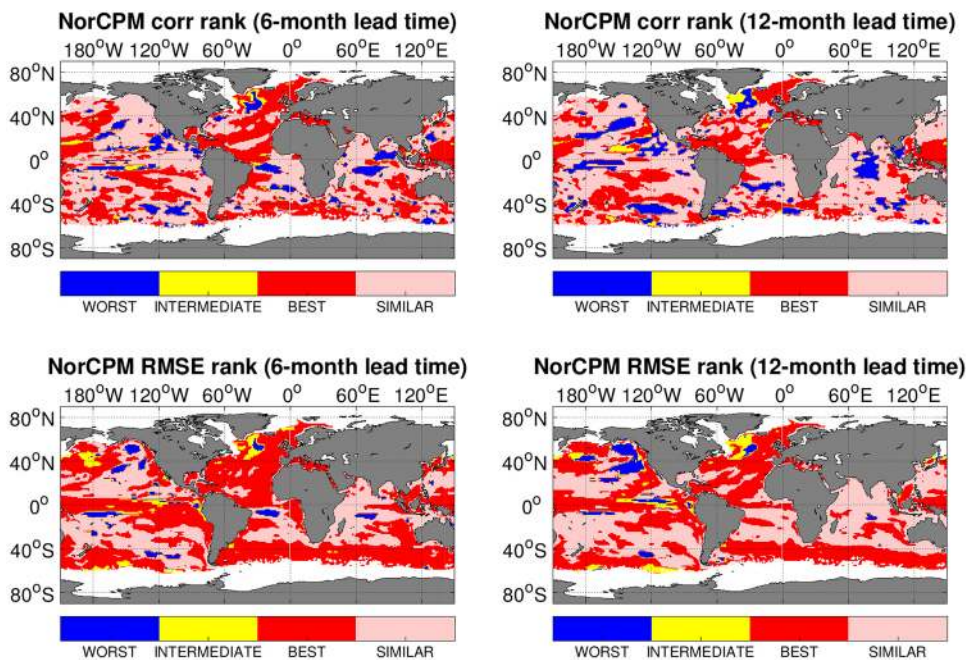 NorCPM corr rank (6-month lead time)
180°W 120°W 60°W 0° 60°E 120°E
80°N
40°N
0°
40°S
80°S
WORST INTERMEDIATE BEST SIMILAR
NorCPM corr rank (12-month lead time)
180°W 120°W 60°W 0° 60°E 120°E
80°N
40°N
0°
40°S
80°S
WORST INTERMEDIATE BEST SIMILAR
NorCPM RMSE rank (6-month lead time)
180°W 120°W 60°W 0° 60°E 120°E
80°N
40°N
0°
40°S
80°S
WORST INTERMEDIATE BEST SIMILAR
NorCPM RMSE rank (12-month lead time)
180°W 120°W 60°W 0° 60°E 120°E
80°N
40°N
0°
40°S
80°S
WORST INTERMEDIATE BEST SIMILAR